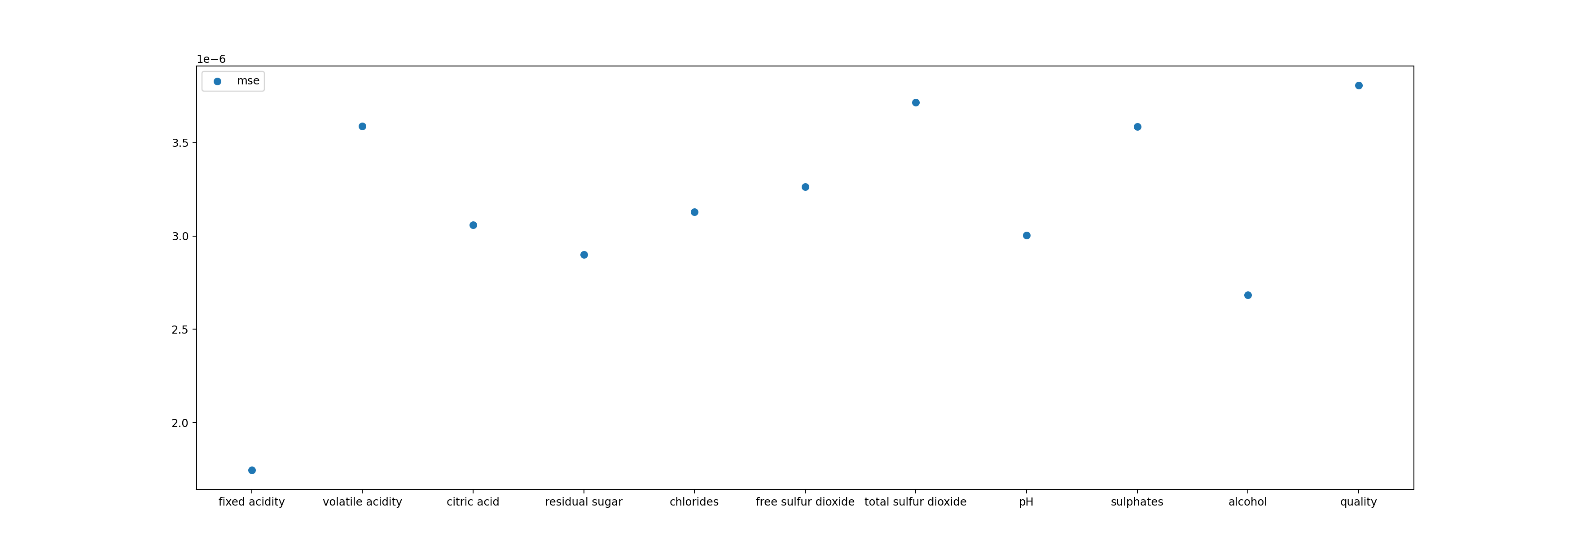 1e−6
mse
3.5
3.0
2.5
2.0
fixed acidity volatile acidity citric acid residual sugar chlorides free sulfur dioxide total sulfur dioxide pH sulphates alcohol quality